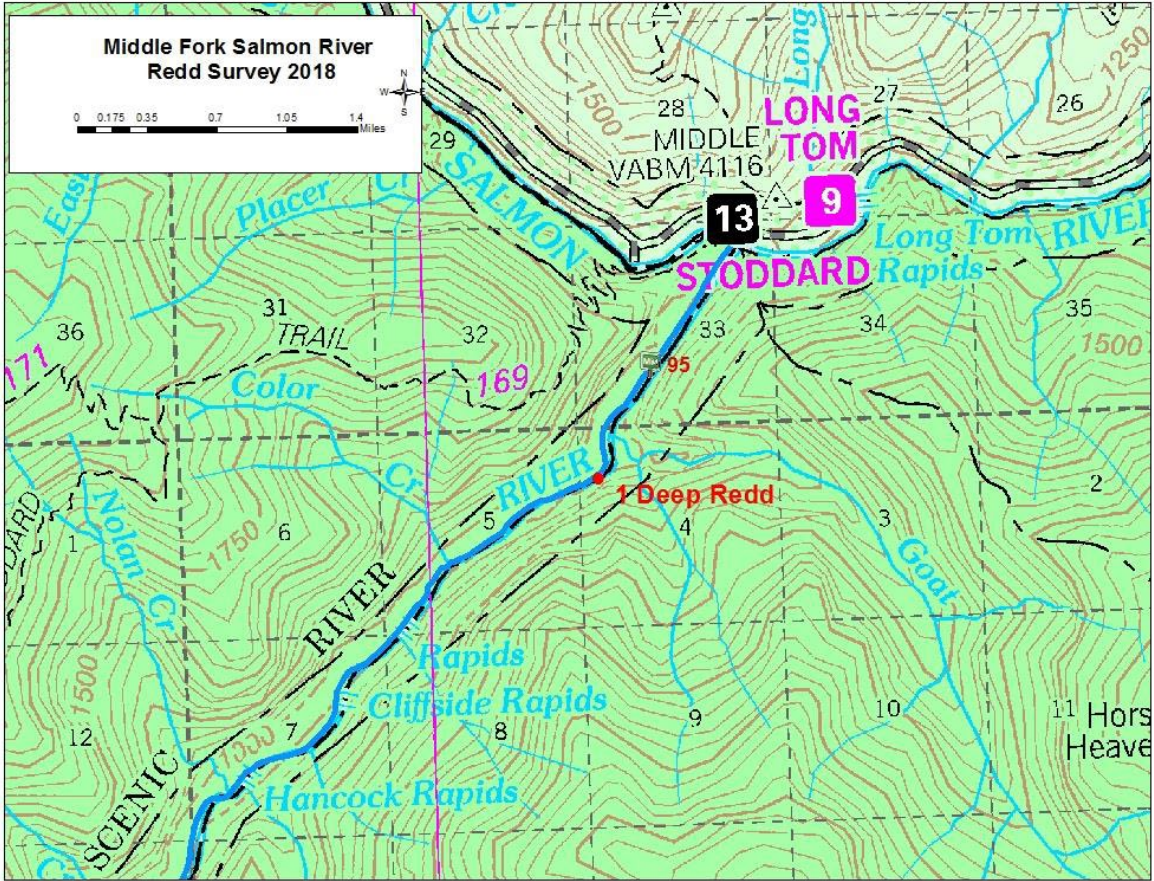 Middle Fork Salmon River
Redd Survey 2018
N
W
S
0 0.175 0.35 0.7 1.05 1.4
Miles
Long
1250
1500
28
27
26
LONG
TOM
MIDDLE
VABM 4116
29
SALMON
East
Placer
Cr
13
9
Long Tom
Rapids
RIVER
STODDARD
31
TRAIL
32
33
34
35
36
1500
171
169
95
Color
Cr
RIVER
1 Deep Redd
2
3
4
5
6
1
1750
Nolan
Cr
Goat
RIVER
Rapids
Cliffside Rapids
1500
12
7
8
9
10
11
Hors
Heave
1000
Hancock Rapids
SCENIC